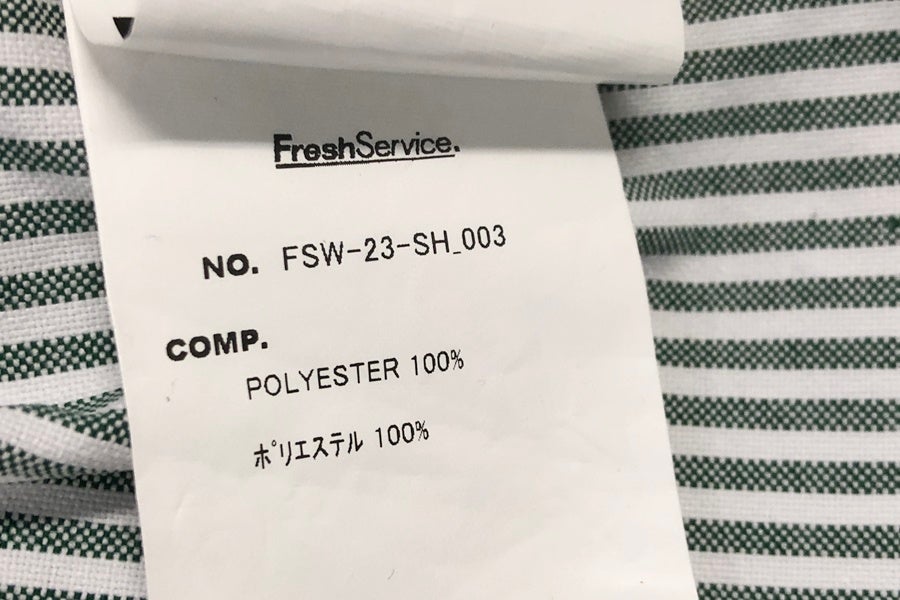 FreshService.
NO. FSW-23-SH_003
COMP.
POLYESTER 100%
ﾎﾟﾘｴｽﾃﾙ 100%